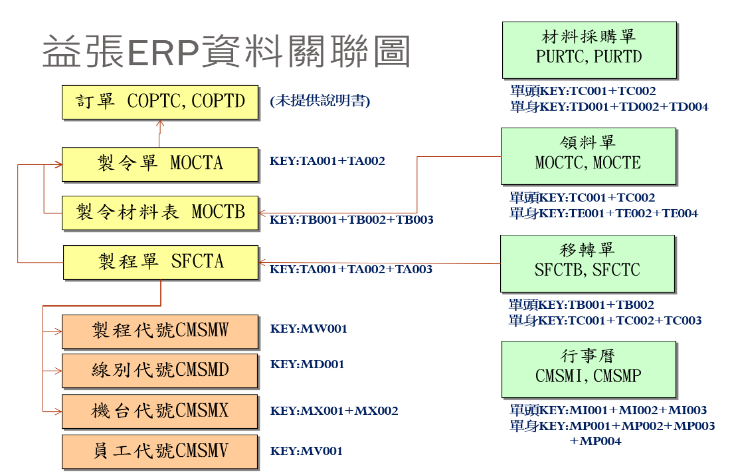 益張ERP資料關聯圖
訂單 COPTC,COPTD
(未提供說明書)
製令單 MOCTA
KEY:TA001+TA002
製令材料表 MOCTB
KEY:TB001+TB002+TB003
製程單 SFCTA
KEY:TA001+TA002+TA003
製程代號CMSMW
KEY:MW001
線別代號CMSMD
KEY:MD001
機台代號CMSMX
KEY:MX001+MX002
員工代號CMSMV
KEY:MV001
材料採購單
PURTC,PURTD
單頭KEY:TC001+TC002
單身KEY:TD001+TD002+TD004
領料單
MOCTC,MOCTE
單頭KEY:TC001+TC002
單身KEY:TE001+TE002+TE004
移轉單
SFCTB,SFCTC
單頭KEY:TB001+TB002
單身KEY:TC001+TC002+TC003
行事曆
CMSMI,CMSMP
單頭KEY:MI001+MI002+MI003
單身KEY:MP001+MP002+MP003
+MP004